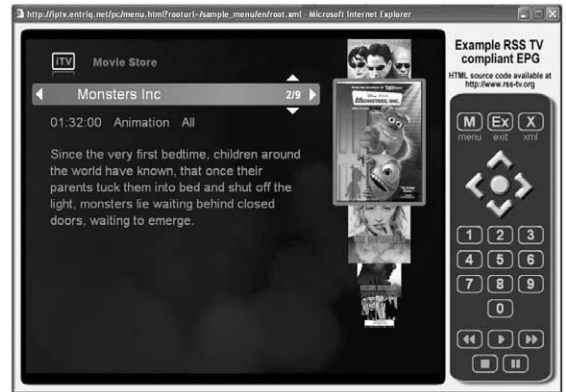 http://iptv.entriq.net/pc/menu.html?rooturl=/sample_menu/en/root.xml - Microsoft Internet Explorer
iTV Movie Store
Monsters Inc 2/9
01:32:00 Animation All
Since the very first bedtime, children around
the world have known, that once their
parents tuck them into bed and shut off the
light, monsters lie waiting behind closed
doors, waiting to emerge.
MONSTERS, INC.
Example RSS TV
compliant EPG
HTML source code available at
http://www.rss-tv.org
M Ex X
menu exit xml
1 2 3
4 5 6
7 8 9
0